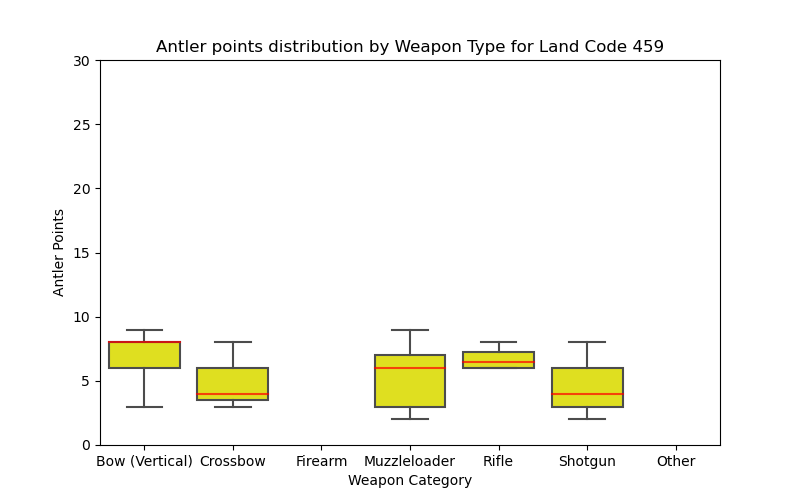 Antler points distribution by Weapon Type for Land Code 459
Antler Points
30
25
20
15
10
5
0
Bow (Vertical) Crossbow Firearm Muzzleloader Rifle Shotgun Other
Weapon Category